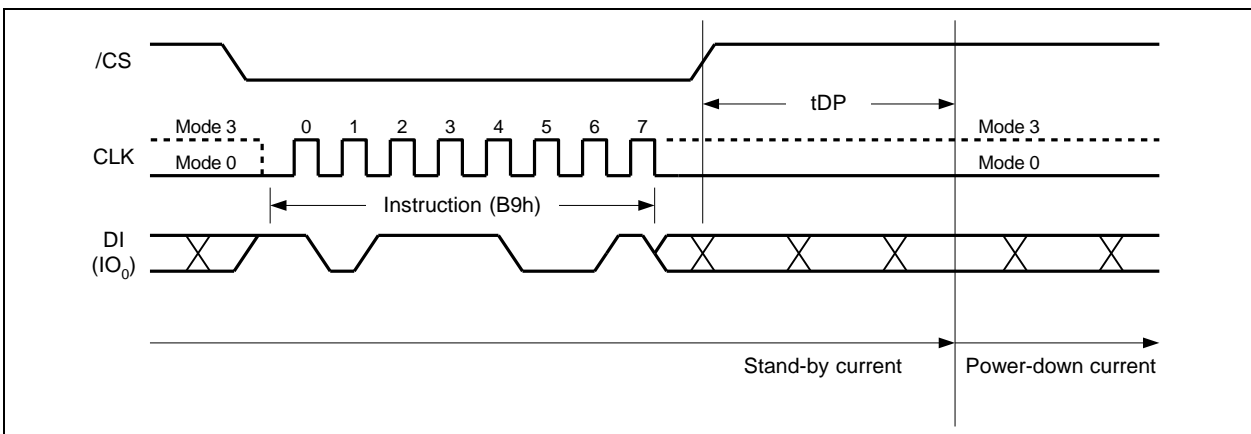 /CS
tDP
Mode 3
0 1 2 3 4 5 6 7
Mode 3
CLK
Mode 0
Mode 0
Instruction (B9h)
DI
(IO₀)
Stand-by current
Power-down current